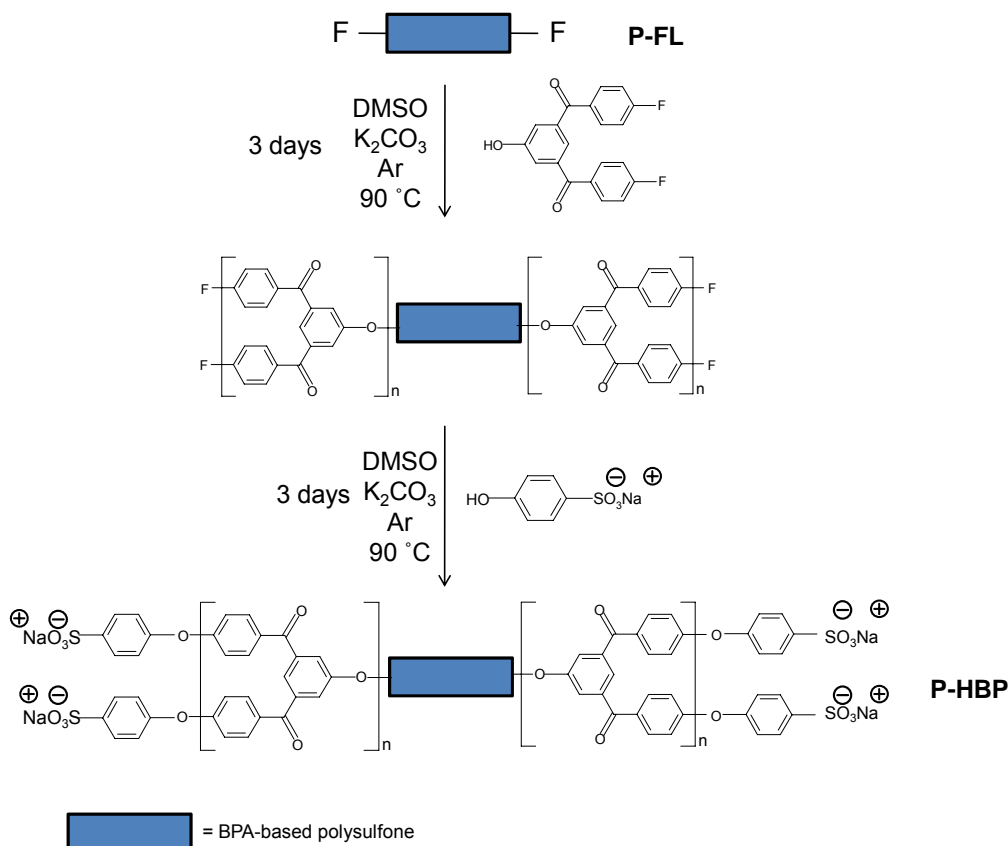 F F P-FL
DMSO
3 days K₂CO₃
Ar
90 ˚C
O
F
HO
F
O
O O
F F
O O
F F
O O
n n
DMSO
3 days K₂CO₃
Ar
90 ˚C
⊖ ⊕
HO SO₃Na
⊕ ⊖ O O ⊖ ⊕
NaO₃S O O SO₃Na
O O P-HBP
⊕ ⊖ ⊖ ⊕
NaO₃S O O SO₃Na
O O
n n
= BPA-based polysulfone